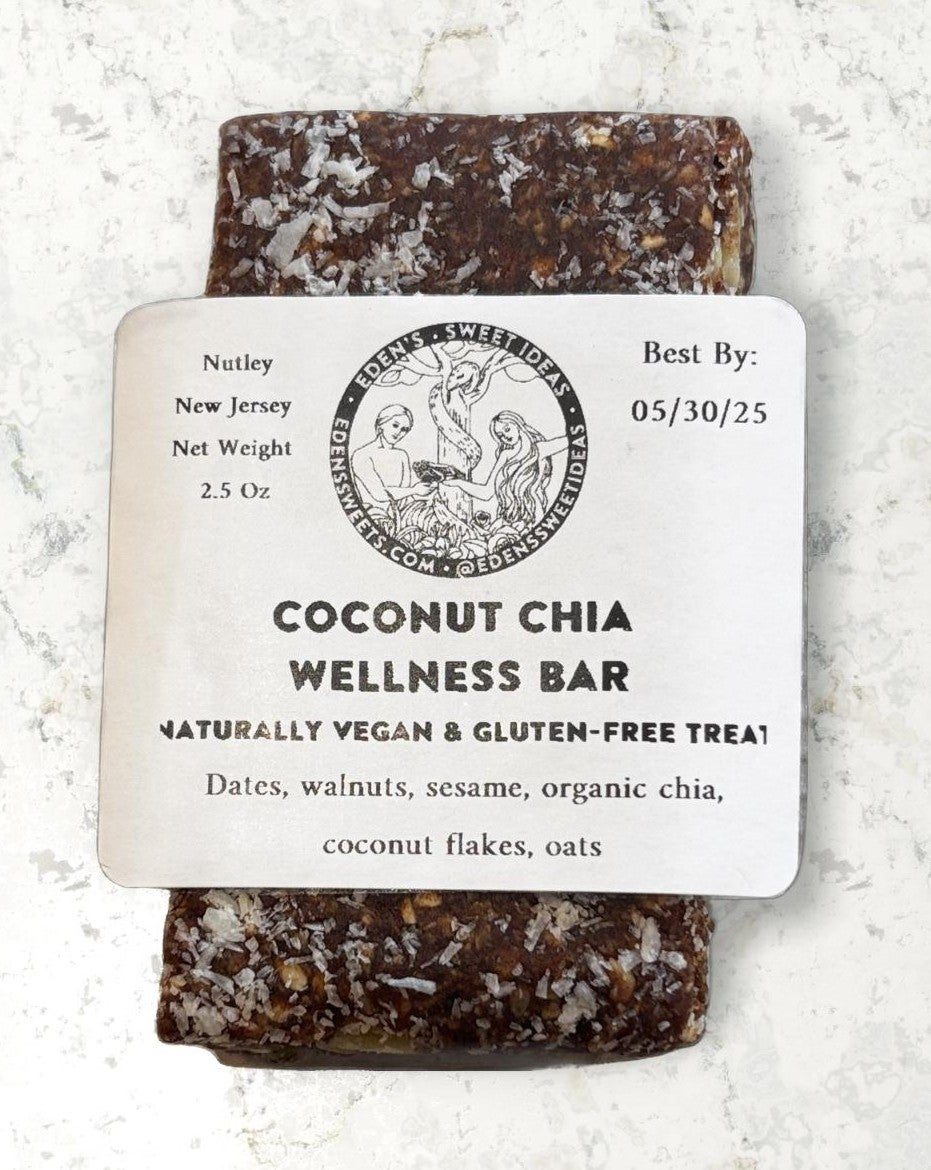 Nutley
New Jersey
Net Weight
2.5 Oz
EDEN'S · SWEET IDEAS ·
EDENSSWEETS.COM · @EDENSSWEETIDEAS
Best By:
05/30/25
COCONUT CHIA
WELLNESS BAR
NATURALLY VEGAN & GLUTEN-FREE TREAT
Dates, walnuts, sesame, organic chia,
coconut flakes, oats